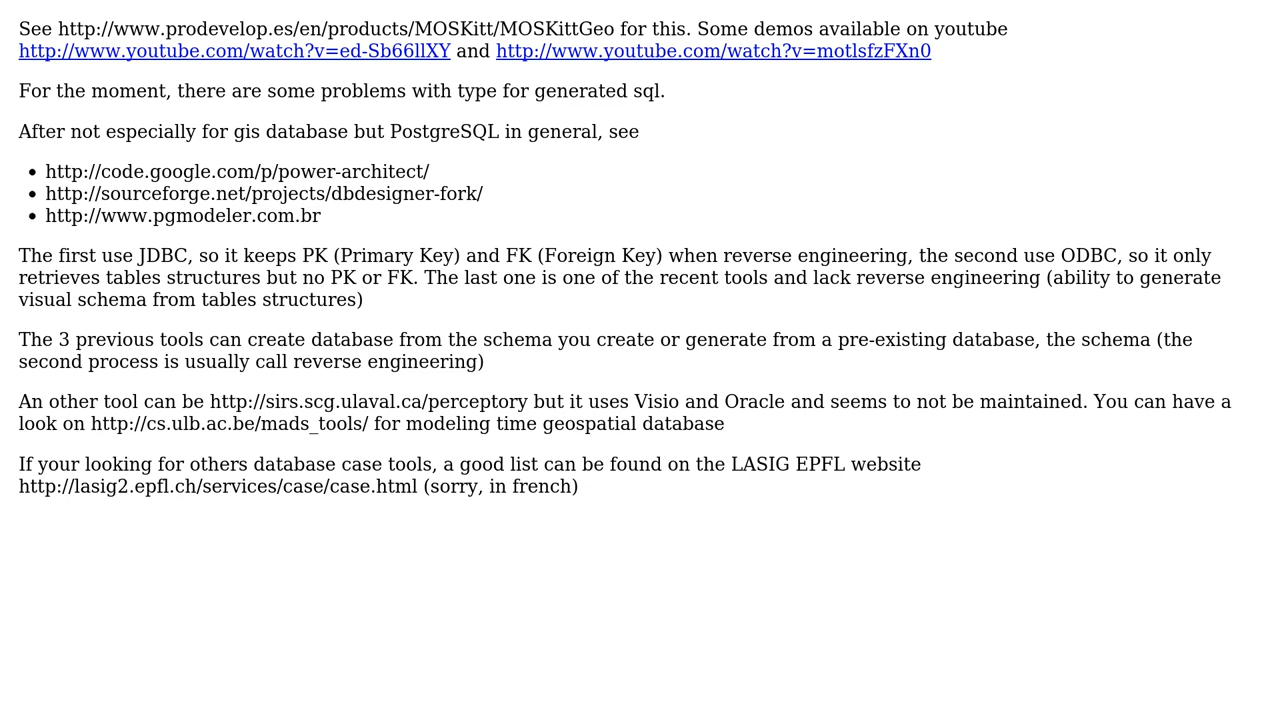 See http://www.prodevelop.es/en/products/MOSKitt/MOSKittGeo for this. Some demos available on youtube
http://www.youtube.com/watch?v=ed-Sb66llXY and http://www.youtube.com/watch?v=motlsfzFXn0
For the moment, there are some problems with type for generated sql.
After not especially for gis database but PostgreSQL in general, see
• http://code.google.com/p/power-architect/
• http://sourceforge.net/projects/dbdesigner-fork/
• http://www.pgmodeler.com.br
The first use JDBC, so it keeps PK (Primary Key) and FK (Foreign Key) when reverse engineering, the second use ODBC, so it only
retrieves tables structures but no PK or FK. The last one is one of the recent tools and lack reverse engineering (ability to generate
visual schema from tables structures)
The 3 previous tools can create database from the schema you create or generate from a pre-existing database, the schema (the
second process is usually call reverse engineering)
An other tool can be http://sirs.scg.ulaval.ca/perceptory but it uses Visio and Oracle and seems to not be maintained. You can have a
look on http://cs.ulb.ac.be/mads_tools/ for modeling time geospatial database
If your looking for others database case tools, a good list can be found on the LASIG EPFL website
http://lasig2.epfl.ch/services/case/case.html (sorry, in french)